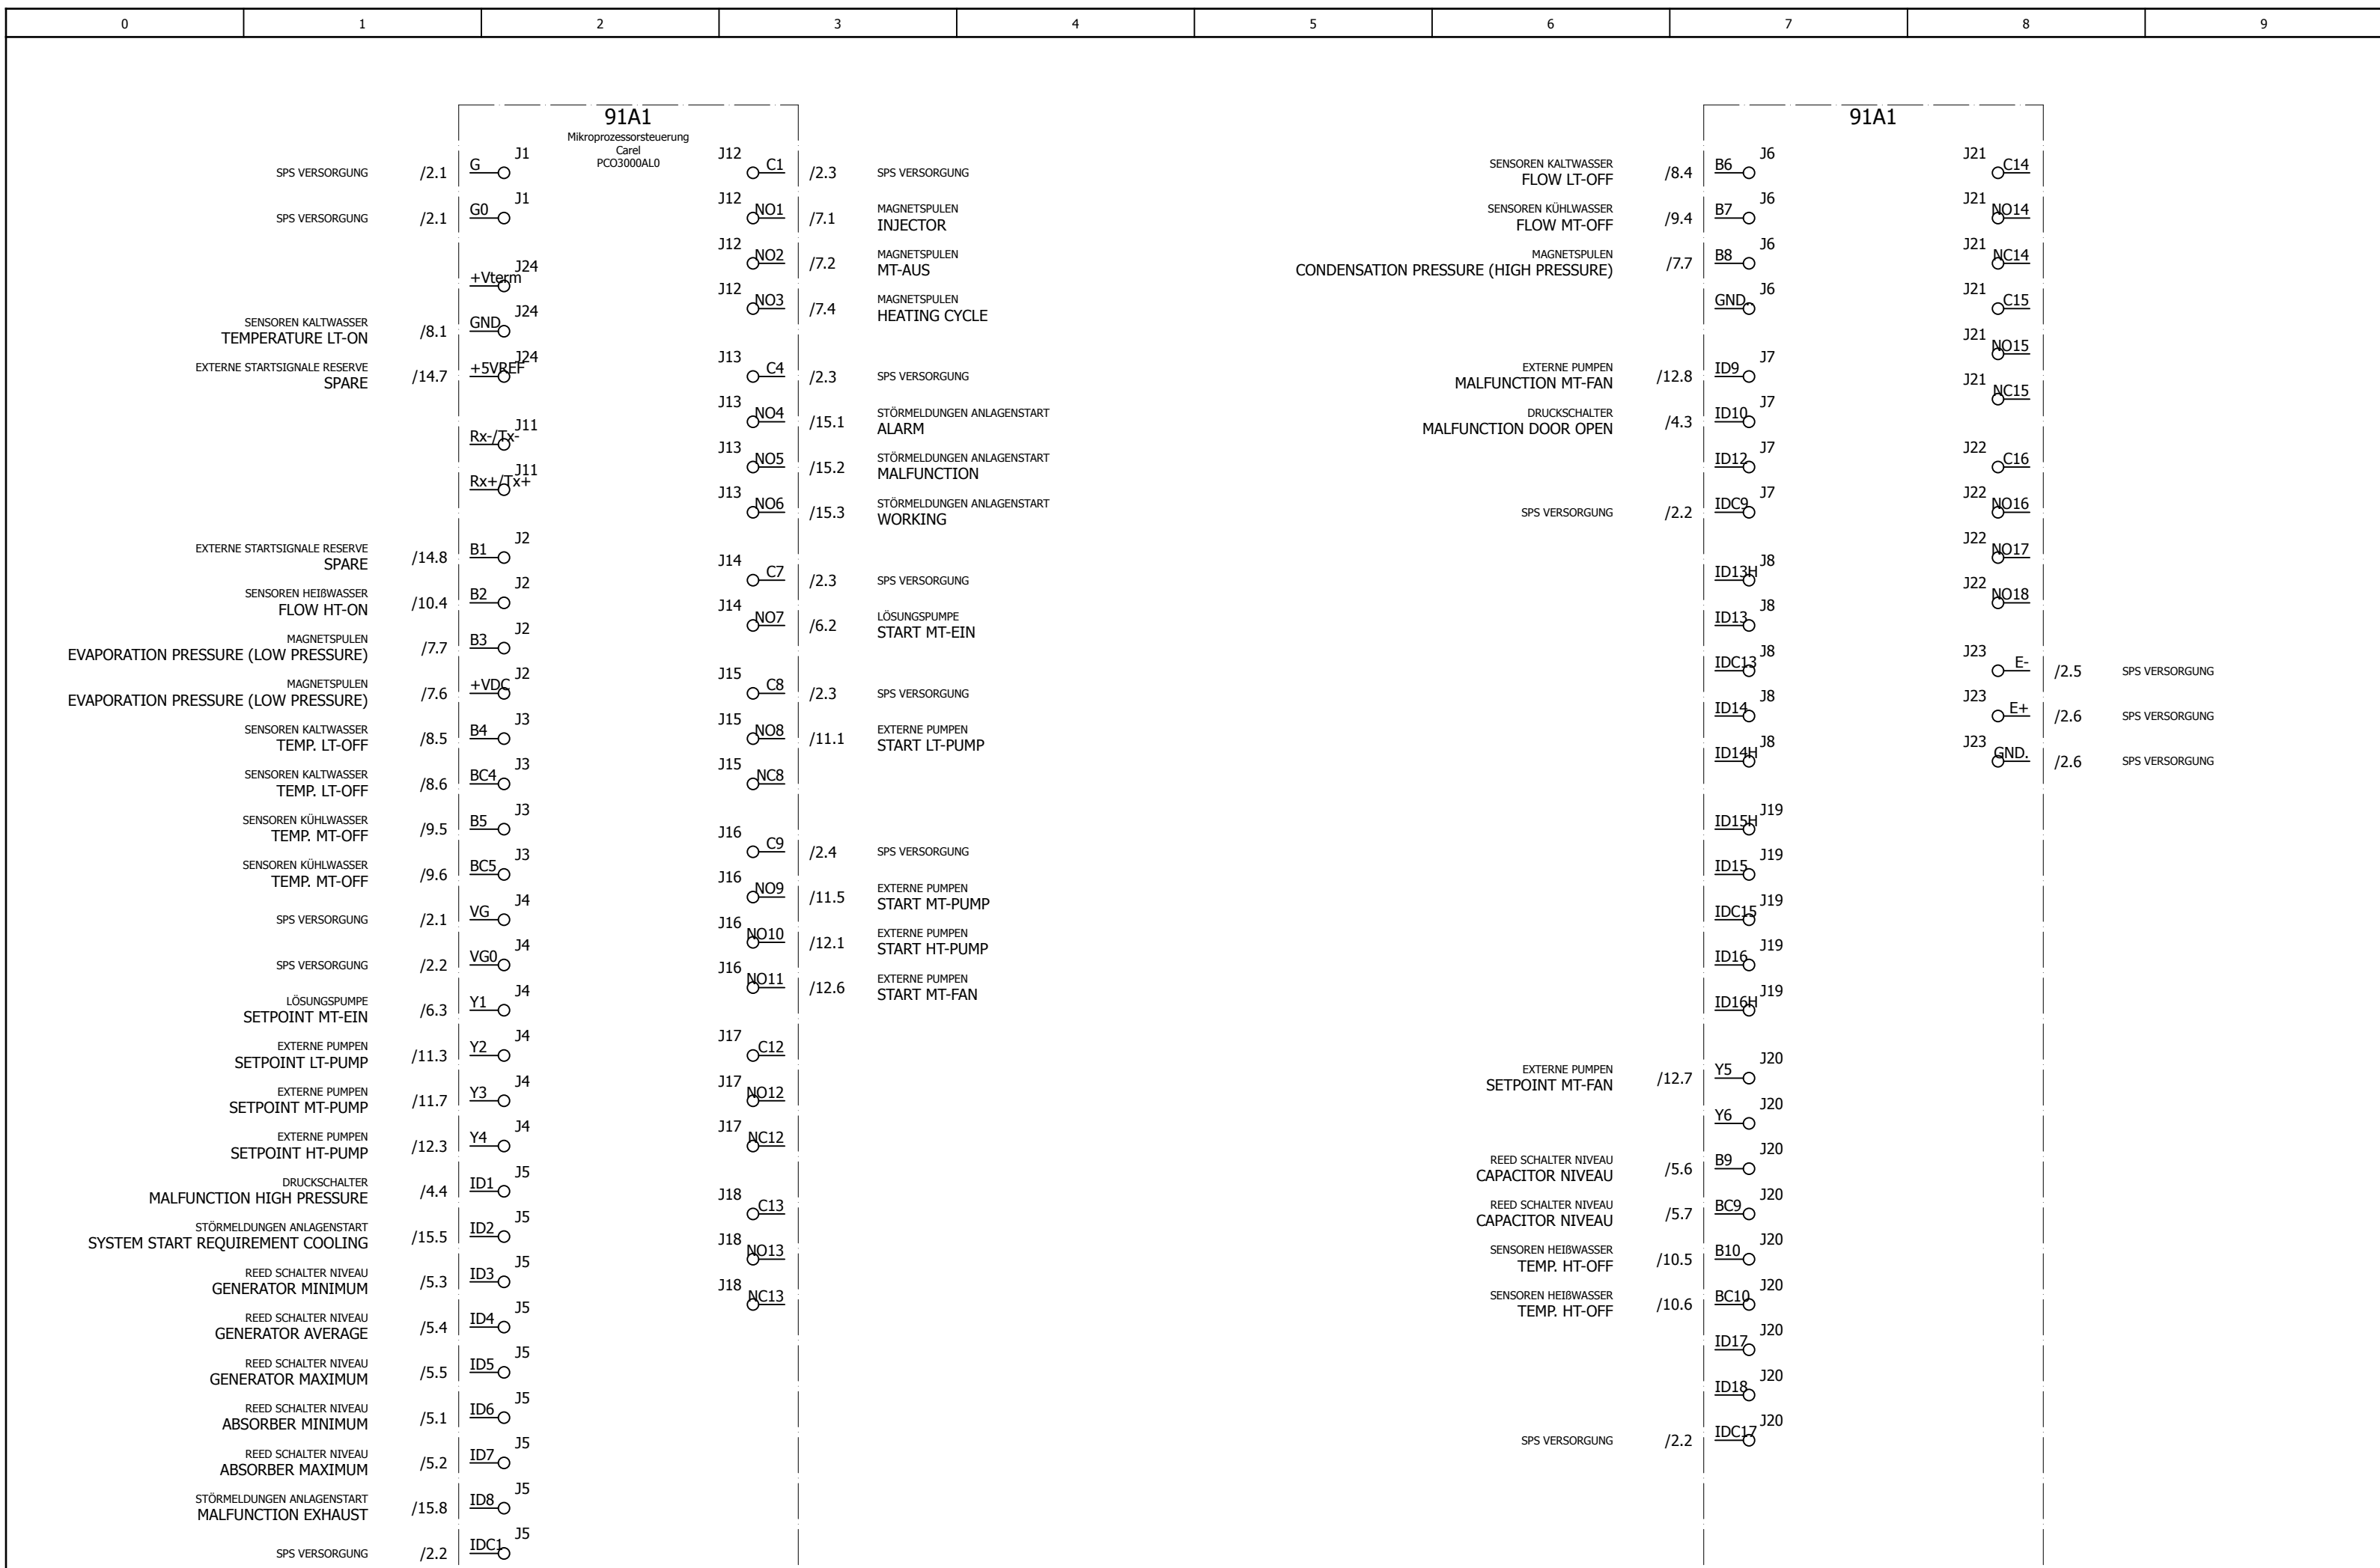 0 1 2 3 4 5 6 7 8 9
91A1
Mikroprozessorsteuerung
Carel
PCO3000AL0
SPS VERSORGUNG /2.1 G J1
SPS VERSORGUNG /2.1 G0 J1
+Vterm J24
SENSOREN KALTWASSER
TEMPERATURE LT-ON /8.1 GND J24
EXTERNE STARTSIGNALE RESERVE
SPARE /14.7 +5VREF J24
Rx-/Tx- J11
Rx+/Tx+ J11
EXTERNE STARTSIGNALE RESERVE
SPARE /14.8 B1 J2
SENSOREN HEIßWASSER
FLOW HT-ON /10.4 B2 J2
MAGNETSPULEN
EVAPORATION PRESSURE (LOW PRESSURE) /7.7 B3 J2
MAGNETSPULEN
EVAPORATION PRESSURE (LOW PRESSURE) /7.6 +VDC J2
SENSOREN KALTWASSER
TEMP. LT-OFF /8.5 B4 J3
SENSOREN KALTWASSER
TEMP. LT-OFF /8.6 BC4 J3
SENSOREN KÜHLWASSER
TEMP. MT-OFF /9.5 B5 J3
SENSOREN KÜHLWASSER
TEMP. MT-OFF /9.6 BC5 J3
SPS VERSORGUNG /2.1 VG J4
SPS VERSORGUNG /2.2 VG0 J4
LÖSUNGSPUMPE
SETPOINT MT-EIN /6.3 Y1 J4
EXTERNE PUMPEN
SETPOINT LT-PUMP /11.3 Y2 J4
EXTERNE PUMPEN
SETPOINT MT-PUMP /11.7 Y3 J4
EXTERNE PUMPEN
SETPOINT HT-PUMP /12.3 Y4 J4
DRUCKSCHALTER
MALFUNCTION HIGH PRESSURE /4.4 ID1 J5
STÖRMELDUNGEN ANLAGENSTART
SYSTEM START REQUIREMENT COOLING /15.5 ID2 J5
REED SCHALTER NIVEAU
GENERATOR MINIMUM /5.3 ID3 J5
REED SCHALTER NIVEAU
GENERATOR AVERAGE /5.4 ID4 J5
REED SCHALTER NIVEAU
GENERATOR MAXIMUM /5.5 ID5 J5
REED SCHALTER NIVEAU
ABSORBER MINIMUM /5.1 ID6 J5
REED SCHALTER NIVEAU
ABSORBER MAXIMUM /5.2 ID7 J5
STÖRMELDUNGEN ANLAGENSTART
MALFUNCTION EXHAUST /15.8 ID8 J5
SPS VERSORGUNG /2.2 IDC1 J5
J12 C1 /2.3 SPS VERSORGUNG
J12 NO1 /7.1 MAGNETSPULEN
INJECTOR
J12 NO2 /7.2 MAGNETSPULEN
MT-AUS
J12 NO3 /7.4 MAGNETSPULEN
HEATING CYCLE
J13 C4 /2.3 SPS VERSORGUNG
J13 NO4 /15.1 STÖRMELDUNGEN ANLAGENSTART
ALARM
J13 NO5 /15.2 STÖRMELDUNGEN ANLAGENSTART
MALFUNCTION
J13 NO6 /15.3 STÖRMELDUNGEN ANLAGENSTART
WORKING
J14 C7 /2.3 SPS VERSORGUNG
J14 NO7 /6.2 LÖSUNGSPUMPE
START MT-EIN
J15 C8 /2.3 SPS VERSORGUNG
J15 NO8 /11.1 EXTERNE PUMPEN
START LT-PUMP
J15 NC8
J16 C9 /2.4 SPS VERSORGUNG
J16 NO9 /11.5 EXTERNE PUMPEN
START MT-PUMP
J16 NO10 /12.1 EXTERNE PUMPEN
START HT-PUMP
J16 NO11 /12.6 EXTERNE PUMPEN
START MT-FAN
J17 C12
J17 NO12
J17 NC12
J18 C13
J18 NO13
J18 NC13
91A1
SENSOREN KALTWASSER
FLOW LT-OFF /8.4 B6 J6
SENSOREN KÜHLWASSER
FLOW MT-OFF /9.4 B7 J6
MAGNETSPULEN
CONDENSATION PRESSURE (HIGH PRESSURE) /7.7 B8 J6
GND. J6
EXTERNE PUMPEN
MALFUNCTION MT-FAN /12.8 ID9 J7
DRUCKSCHALTER
MALFUNCTION DOOR OPEN /4.3 ID10 J7
ID12 J7
SPS VERSORGUNG /2.2 IDC9 J7
ID13H J8
ID13 J8
IDC13 J8
ID14 J8
ID14H J8
ID15H J19
ID15 J19
IDC15 J19
ID16 J19
ID16H J19
EXTERNE PUMPEN
SETPOINT MT-FAN /12.7 Y5 J20
Y6 J20
REED SCHALTER NIVEAU
CAPACITOR NIVEAU /5.6 B9 J20
REED SCHALTER NIVEAU
CAPACITOR NIVEAU /5.7 BC9 J20
SENSOREN HEIßWASSER
TEMP. HT-OFF /10.5 B10 J20
SENSOREN HEIßWASSER
TEMP. HT-OFF /10.6 BC10 J20
ID17 J20
ID18 J20
SPS VERSORGUNG /2.2 IDC17 J20
J21 C14
J21 NO14
J21 NC14
J21 C15
J21 NO15
J21 NC15
J22 C16
J22 NO16
J22 NO17
J22 NO18
J23 E- /2.5 SPS VERSORGUNG
J23 E+ /2.6 SPS VERSORGUNG
J23 GND. /2.6 SPS VERSORGUNG